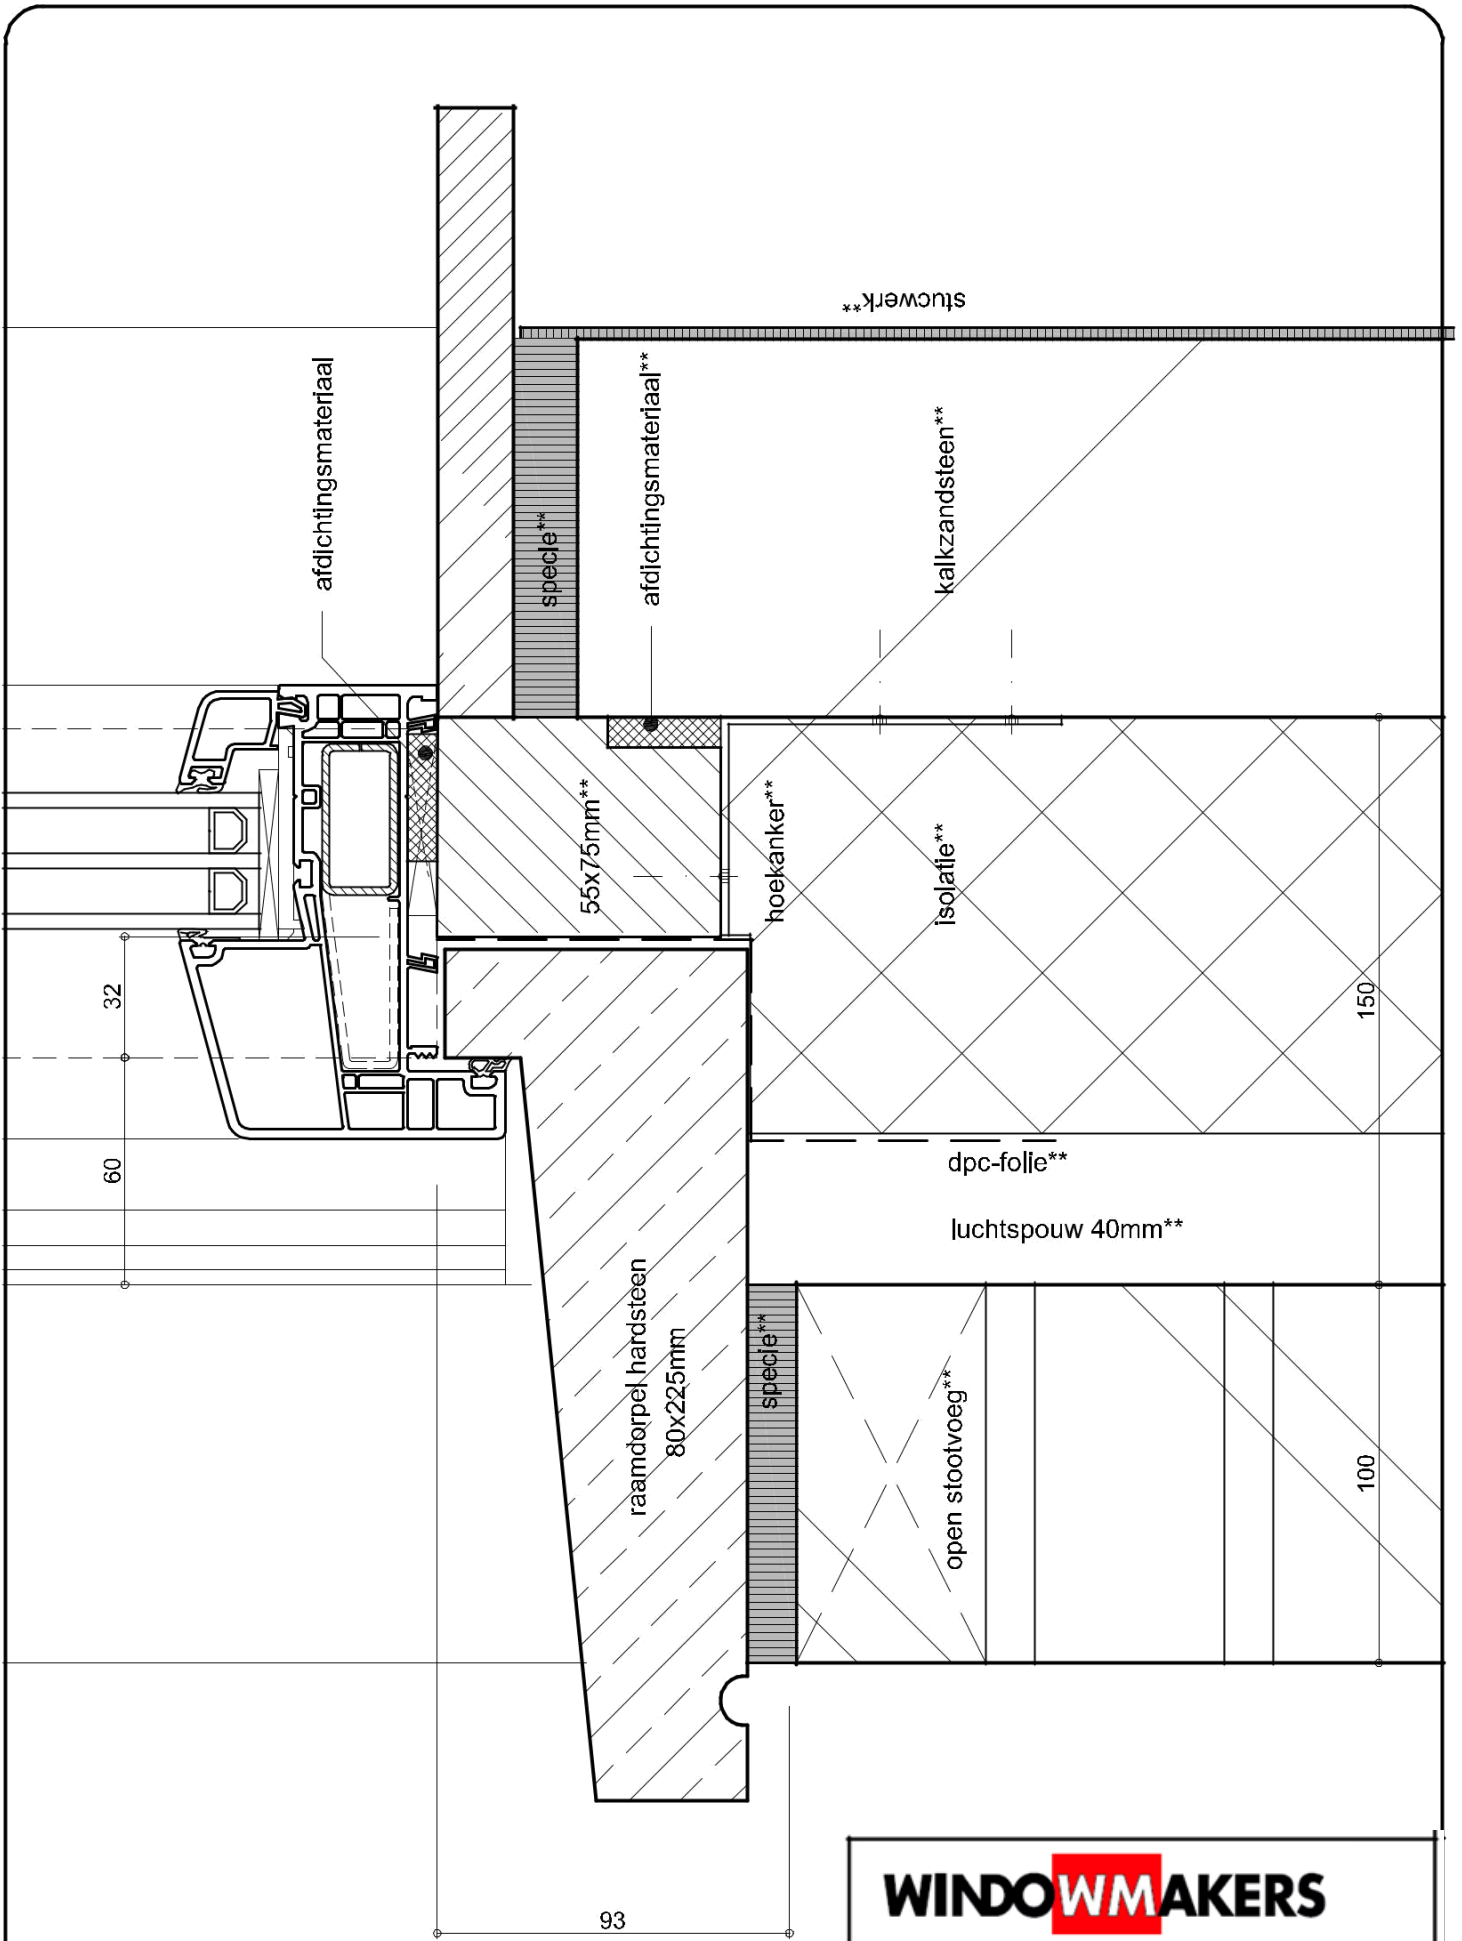 stucwerk**
afdichtingsmateriaal
afdichtingsmateriaal**
kalkzandsteen**
specie**
55x75mm**
hoekanker**
isolatie**
32
150
60
dpc-folie**
luchtspouw 40mm**
raamdorpel hardsteen
80x225mm
specie**
open stootvoeg**
100
93
WINDOWMAKERS